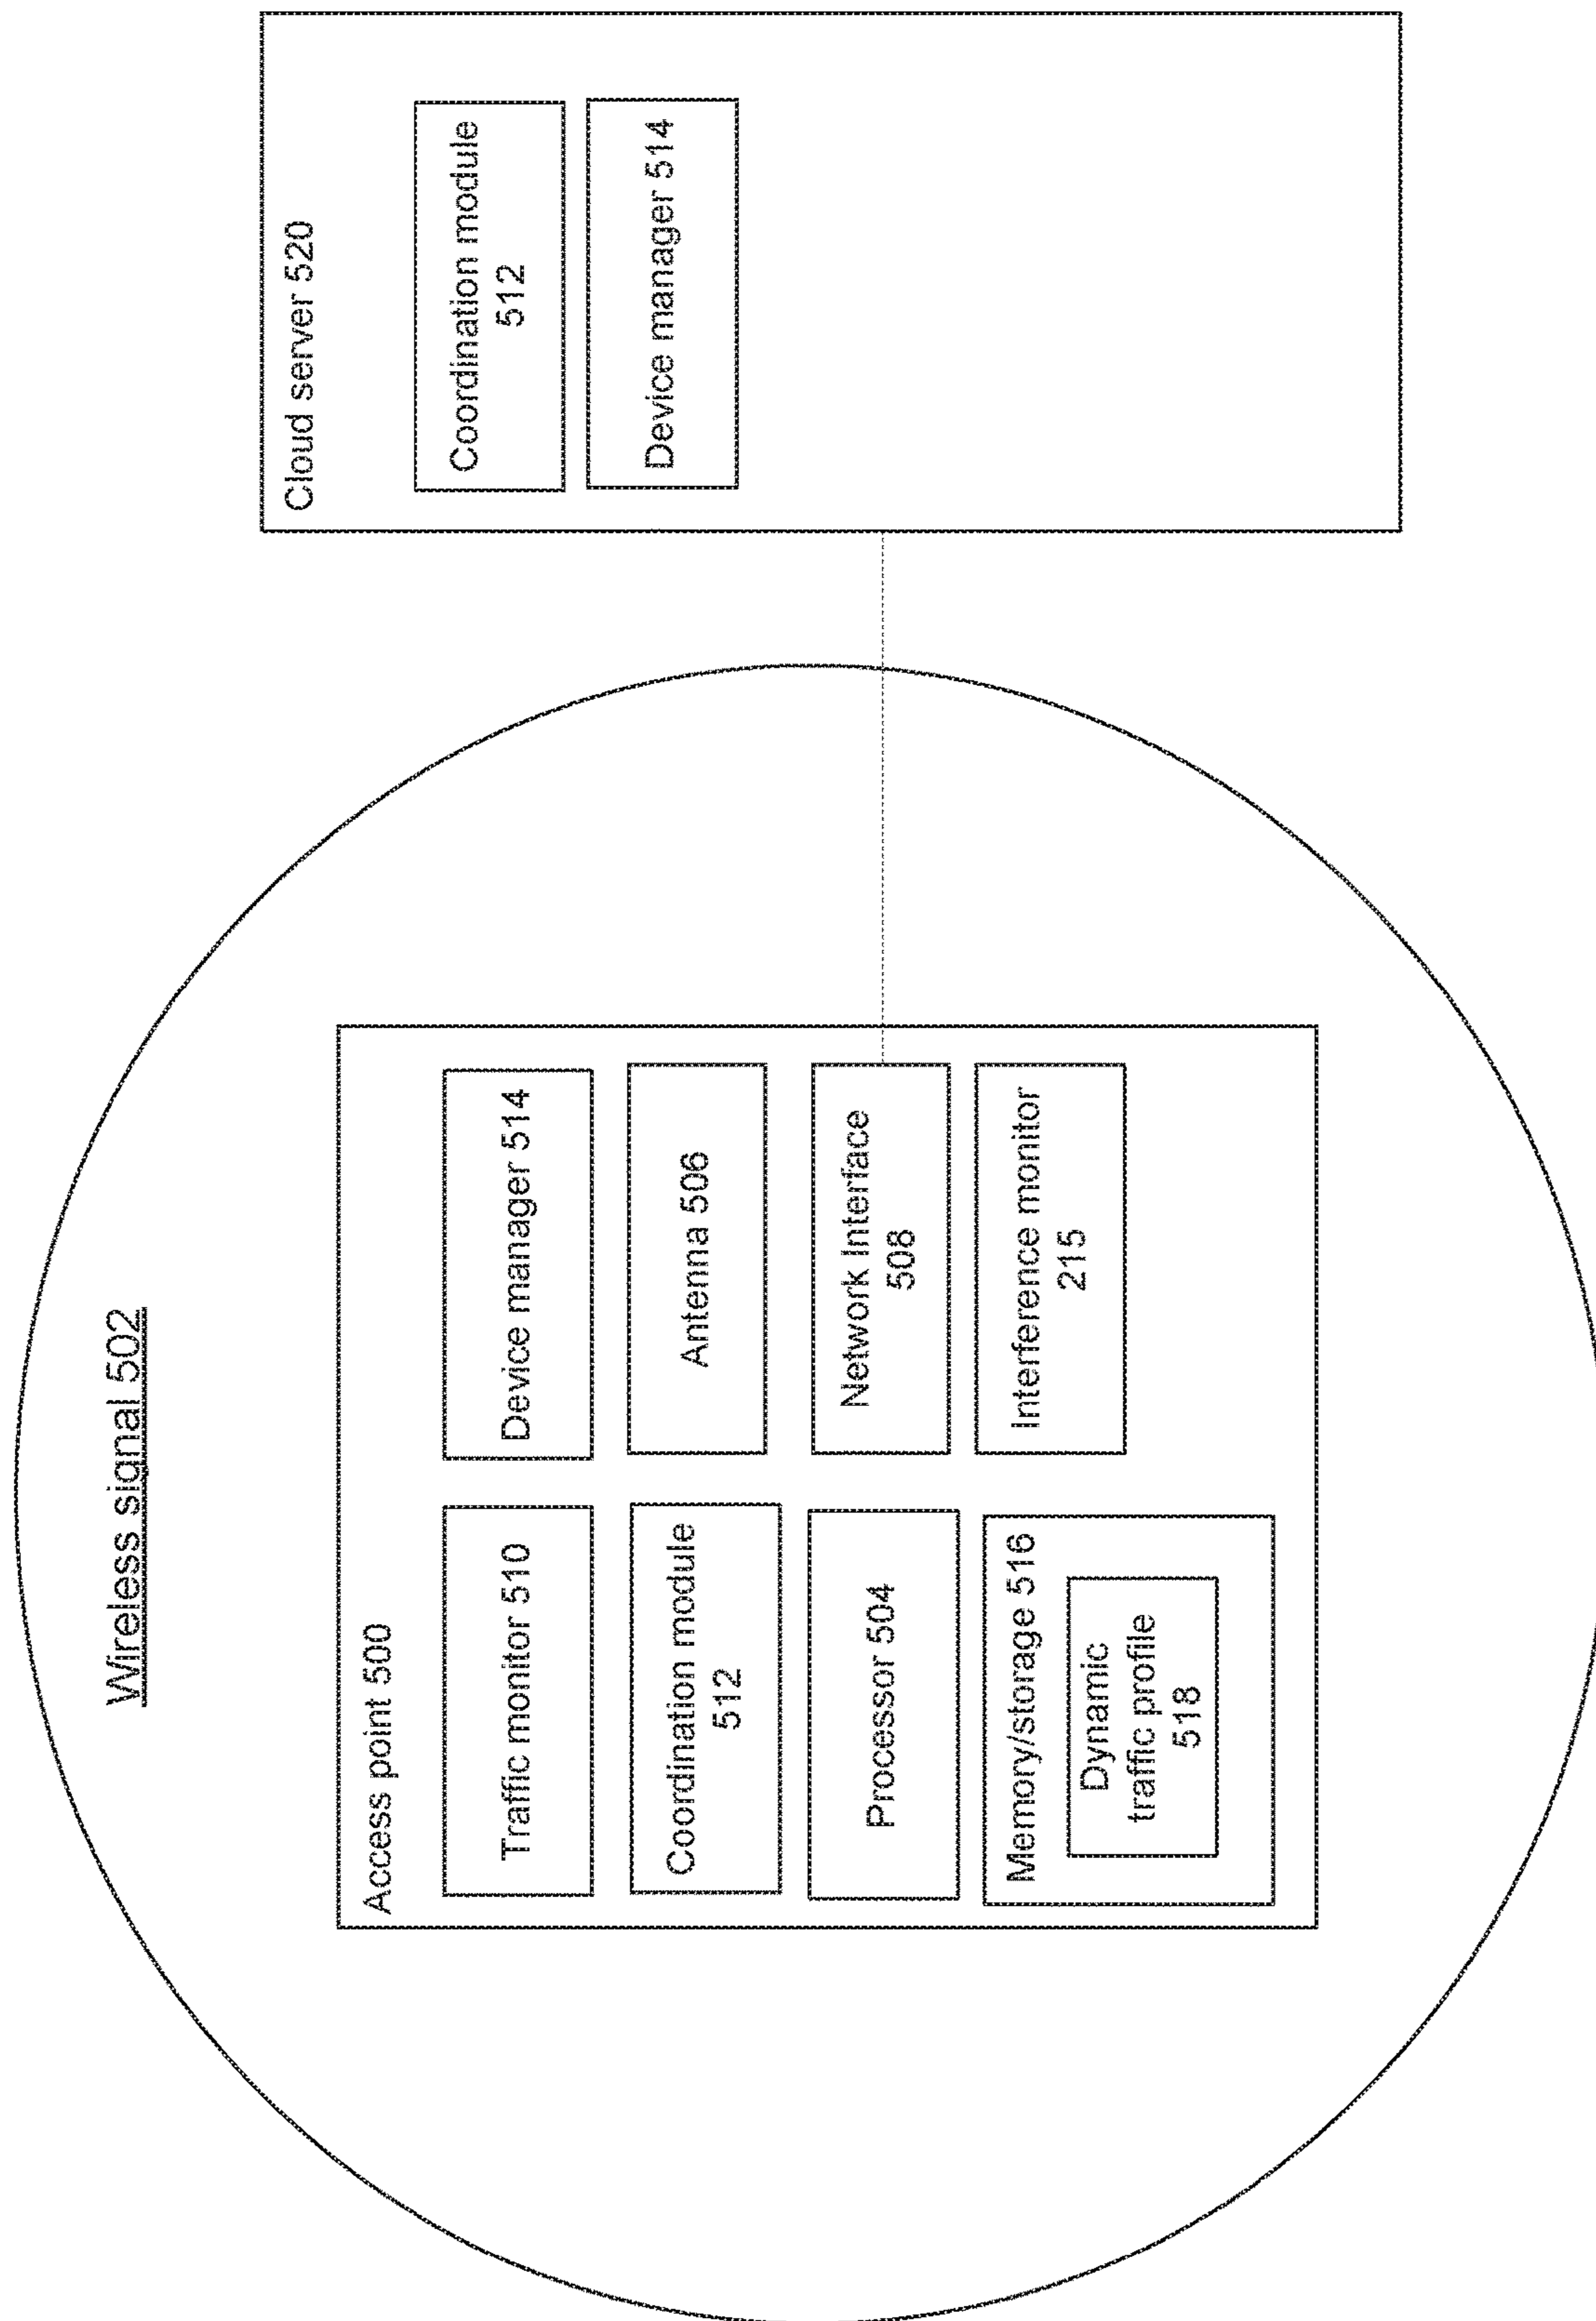 Wireless signal 502
Access point 500
Traffic monitor 510
Device manager 514
Coordination module
512
Antenna 506
Processor 504
Network Interface
508
Memory/storage 516
Dynamic
traffic profile
518
Interference monitor
215
Cloud server 520
Coordination module
512
Device manager 514